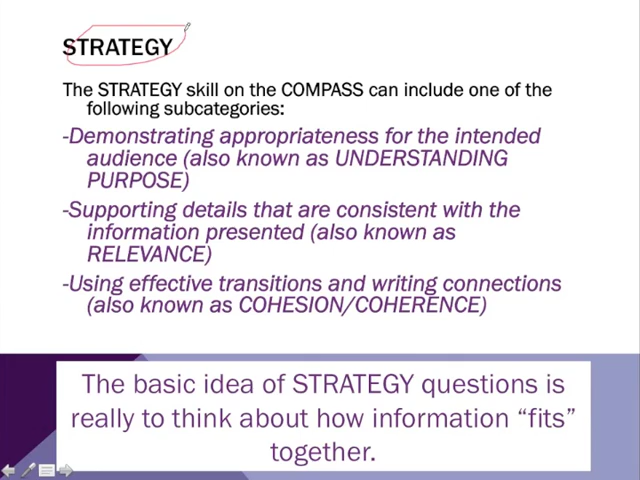 STRATEGY
The STRATEGY skill on the COMPASS can include one of the
following subcategories:
-Demonstrating appropriateness for the intended
audience (also known as UNDERSTANDING
PURPOSE)
-Supporting details that are consistent with the
information presented (also known as
RELEVANCE)
-Using effective transitions and writing connections
(also known as COHESION/COHERENCE)
The basic idea of STRATEGY questions is
really to think about how information “fits”
together.